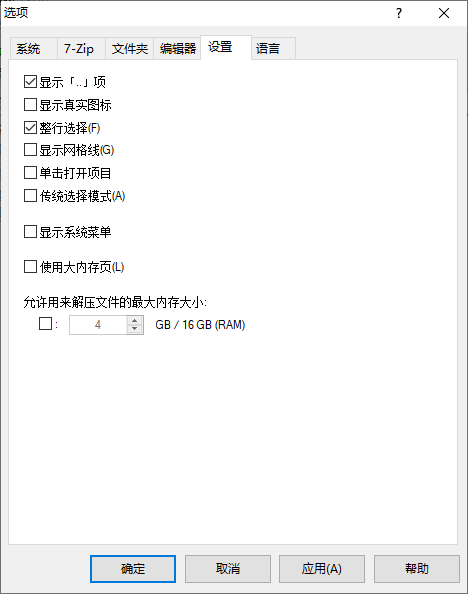 选项
系统 7-Zip 文件夹 编辑器 设置 语言
显示「..」项
显示真实图标
整行选择(F)
显示网格线(G)
单击打开项目
传统选择模式(A)
显示系统菜单
使用大内存页(L)
允许用来解压文件的最大内存大小:
: 4 GB / 16 GB (RAM)
确定 取消 应用(A) 帮助